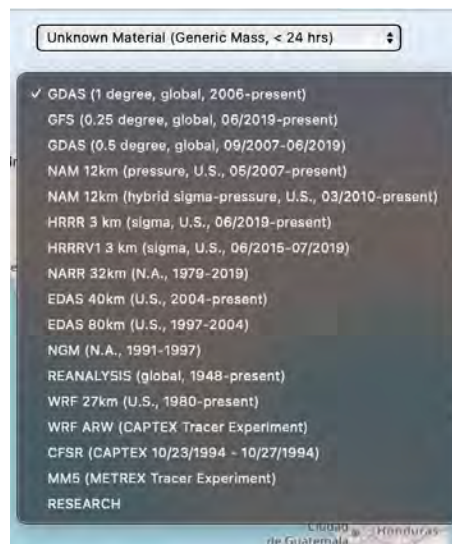 Unknown Material (Generic Mass, < 24 hrs)
✓ GDAS (1 degree, global, 2006-present)
GFS (0.25 degree, global, 06/2019-present)
GDAS (0.5 degree, global, 09/2007-06/2019)
NAM 12km (pressure, U.S., 05/2007-present)
NAM 12km (hybrid sigma-pressure, U.S., 03/2010-present)
HRRR 3 km (sigma, U.S., 06/2019-present)
HRRRV1 3 km (sigma, U.S., 06/2015-07/2019)
NARR 32km (N.A., 1979-2019)
EDAS 40km (U.S., 2004-present)
EDAS 80km (U.S., 1997-2004)
NGM (N.A., 1991-1997)
REANALYSIS (global, 1948-present)
WRF 27km (U.S., 1980-present)
WRF ARW (CAPTEX Tracer Experiment)
CFSR (CAPTEX 10/23/1994 - 10/27/1994)
MM5 (METREX Tracer Experiment)
RESEARCH
Ciudad Honduras
de Guatemala